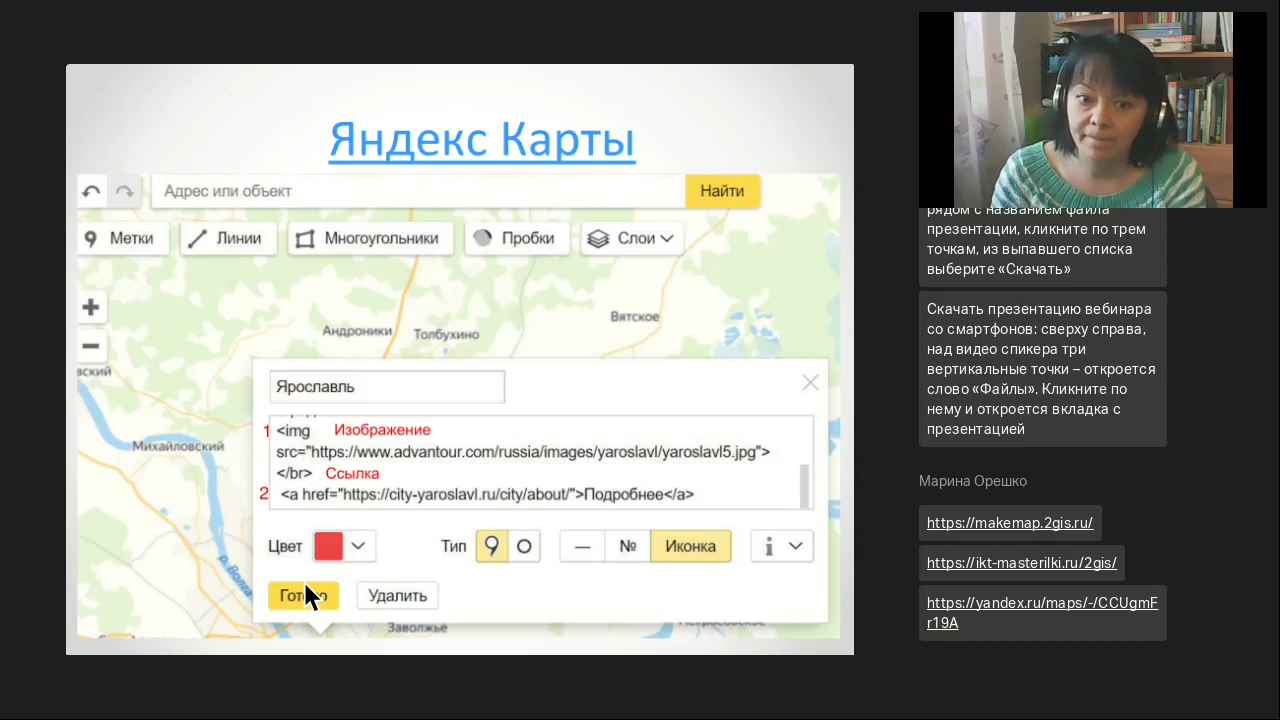 Яндекс Карты
Адрес или объект
Найти
Метки
Линии
Многоугольники
Пробки
Слои
Вятское
Андроники
Толбухино
вский
Ярославль
Михайловский
1
<img Изображение
src="https://www.advantour.com/russia/images/yaroslavl/yaroslavl5.jpg">
</br> Ссылка
2
<a href="https://city-yaroslavl.ru/city/about/">Подробнее</a>
Цвет
Тип
—
№
Иконка
р. Волга
Удалить
Заволжье
рядом с названием файла
презентации, кликните по трем
точкам, из выпавшего списка
выберите «Скачать»
Скачать презентацию вебинара
со смартфонов: сверху справа,
над видео спикера три
вертикальные точки – откроется
слово «Файлы». Кликните по
нему и откроется вкладка с
презентацией
Марина Орешко
https://makemap.2gis.ru/
https://ikt-masterilki.ru/2gis/
https://yandex.ru/maps/-/CCUgmF
r19A